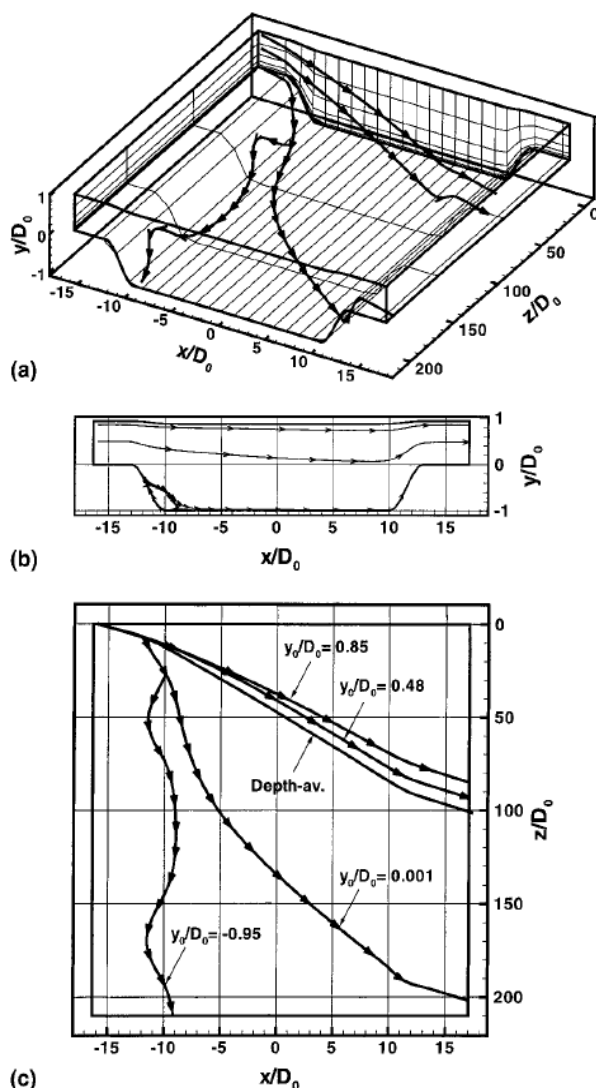 1
0
-1
y/D₀
-15
-10
-5
0
5
10
15
x/D₀
0
50
100
150
200
z/D₀
(a)
1
0
-1
y/D₀
-15
-10
-5
0
5
10
15
x/D₀
(b)
0
50
100
150
200
z/D₀
y₀/D₀= 0.85
y₀/D₀= 0.48
Depth-av.
y₀/D₀= 0.001
y₀/D₀= -0.95
-15
-10
-5
0
5
10
15
x/D₀
(c)